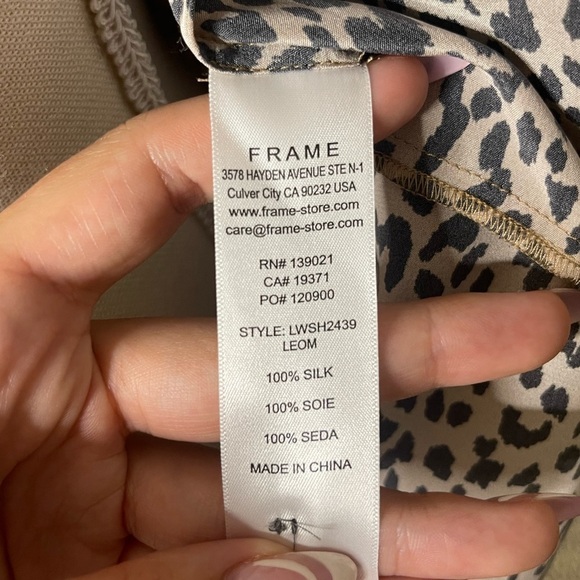 FRAME
3578 HAYDEN AVENUE STE N-1
Culver City CA 90232 USA
www.frame-store.com
care@frame-store.com
RN# 139021
CA# 19371
PO# 120900
STYLE: LWSH2439
LEOM
100% SILK
100% SOIE
100% SEDA
MADE IN CHINA